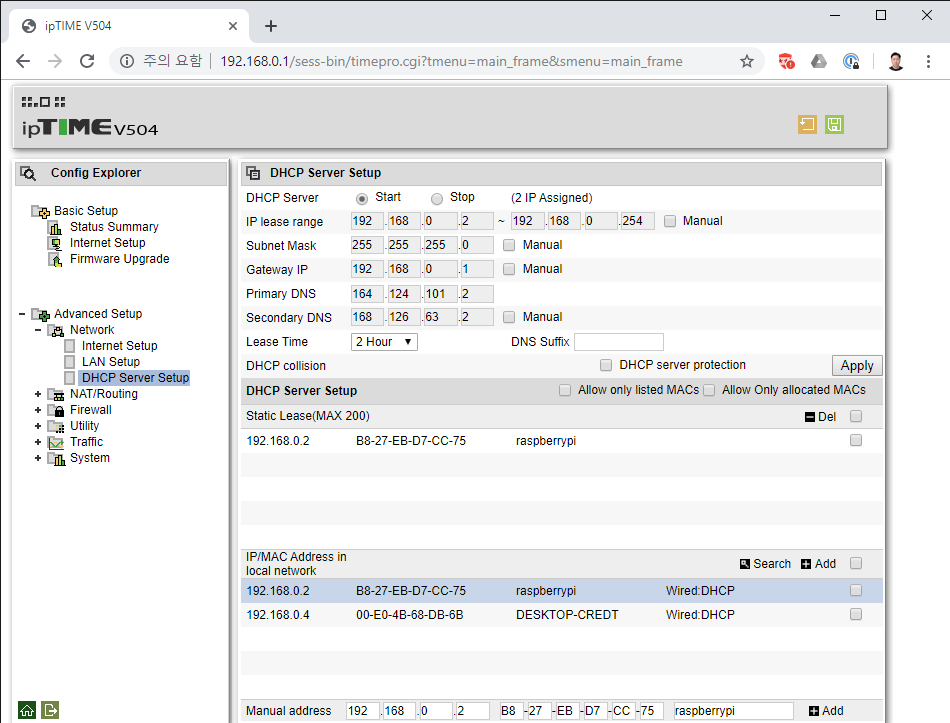 ipTIME V504
주의 요함 192.168.0.1/sess-bin/timepro.cgi?tmenu=main_frame&smenu=main_frame
ipTIME V504
Config Explorer
Basic Setup
Status Summary
Internet Setup
Firmware Upgrade
Advanced Setup
Network
Internet Setup
LAN Setup
DHCP Server Setup
NAT/Routing
Firewall
Utility
Traffic
System
DHCP Server Setup
DHCP Server Start Stop (2 IP Assigned)
IP lease range 192 .168 .0 .2 ~ 192 .168 .0 .254 Manual
Subnet Mask 255 .255 .255 .0 Manual
Gateway IP 192 .168 .0 .1 Manual
Primary DNS 164 .124 .101 .2
Secondary DNS 168 .126 .63 .2 Manual
Lease Time 2 Hour DNS Suffix
DHCP collision DHCP server protection Apply
DHCP Server Setup Allow only listed MACs Allow Only allocated MACs
Static Lease(MAX 200) Del
192.168.0.2 B8-27-EB-D7-CC-75 raspberrypi
IP/MAC Address in
local network Search Add
192.168.0.2 B8-27-EB-D7-CC-75 raspberrypi Wired:DHCP
192.168.0.4 00-E0-4B-68-DB-6B DESKTOP-CREDT Wired:DHCP
Manual address 192 .168 .0 .2 B8 -27 -EB -D7 -CC -75 raspberrypi Add